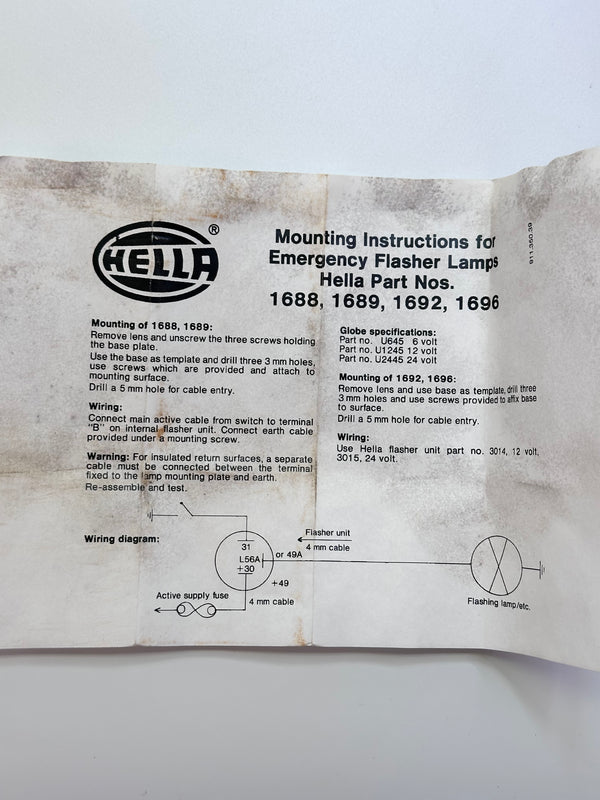 HELLA ®
Mounting Instructions for
Emergency Flasher Lamps
Hella Part Nos.
1688, 1689, 1692, 1696
911.350.39
Mounting of 1688, 1689:
Remove lens and unscrew the three screws holding
the base plate.
Use the base as template and drill three 3 mm holes,
use screws which are provided and attach to
mounting surface.
Drill a 5 mm hole for cable entry.
Wiring:
Connect main active cable from switch to terminal
"B" on internal flasher unit. Connect earth cable
provided under a mounting screw.
Warning: For insulated return surfaces, a separate
cable must be connected between the terminal
fixed to the lamp mounting plate and earth.
Re-assemble and test.
Globe specifications:
Part no. U645 6 volt
Part no. U1245 12 volt
Part no. U2445 24 volt
Mounting of 1692, 1696:
Remove lens and use base as template, drill three
3 mm holes and use screws provided to affix base
to surface.
Drill a 5 mm hole for cable entry.
Wiring:
Use Hella flasher unit part no. 3014, 12 volt.
3015, 24 volt.
Wiring diagram:
31
L56A or 49A
+30
+49
Flasher unit
4 mm cable
Active supply fuse
4 mm cable
Flashing lamp/etc.